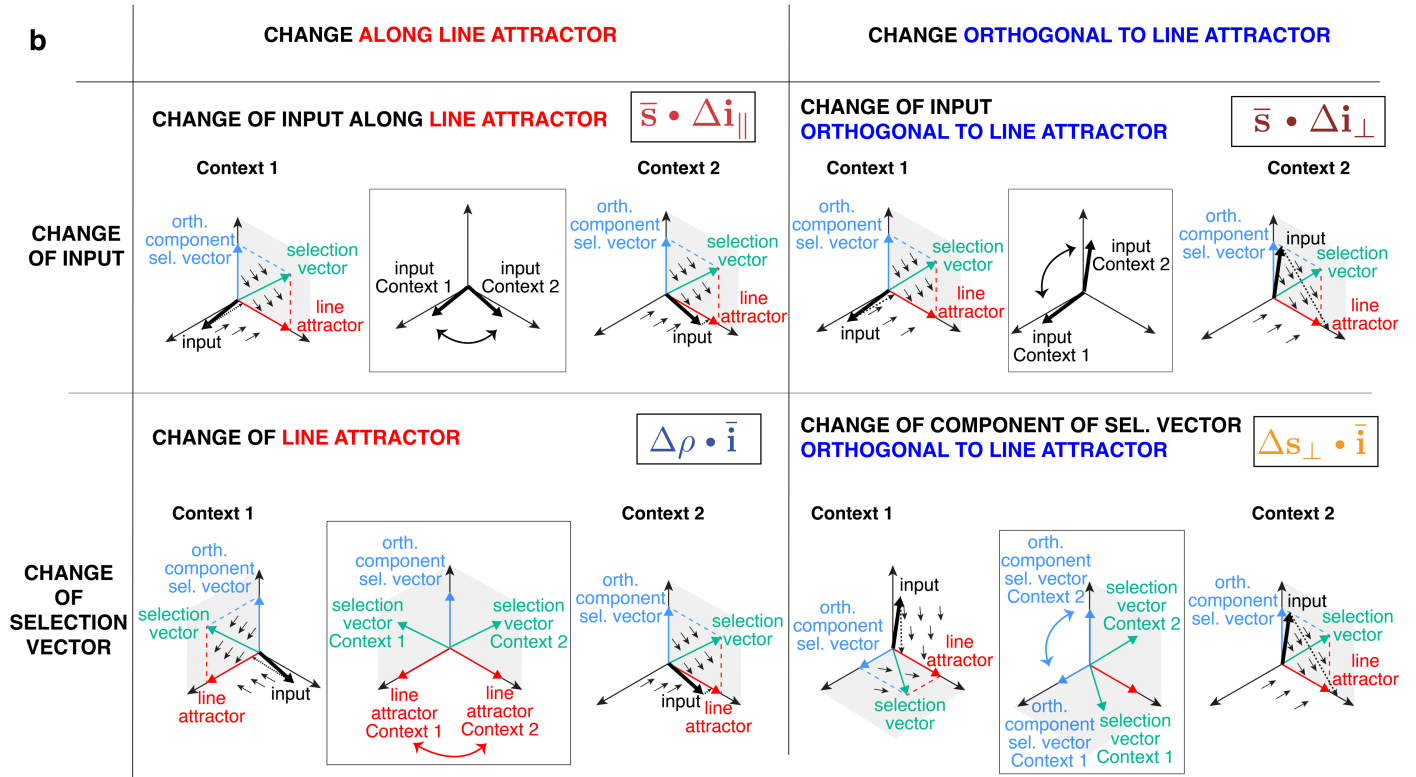 b
CHANGE ALONG LINE ATTRACTOR
CHANGE ORTHOGONAL TO LINE ATTRACTOR
CHANGE
OF INPUT
CHANGE OF INPUT ALONG LINE ATTRACTOR
s̄ • Δi∥
Context 1
orth.
component
sel. vector
selection
vector
line
attractor
input
input
Context 1
input
Context 2
Context 2
orth.
component
sel. vector
selection
vector
line
attractor
input
CHANGE OF INPUT
ORTHOGONAL TO LINE ATTRACTOR
s̄ • Δi⊥
Context 1
orth.
component
sel. vector
selection
vector
line
attractor
input
input
Context 2
input
Context 1
Context 2
orth.
component
sel. vector
input
selection
vector
line
attractor
CHANGE
OF
SELECTION
VECTOR
CHANGE OF LINE ATTRACTOR
Δρ • ī
Context 1
orth.
component
sel. vector
selection
vector
line
attractor
input
orth.
component
sel. vector
selection
vector
Context 1
selection
vector
Context 2
line
attractor
Context 1
line
attractor
Context 2
Context 2
orth.
component
sel. vector
selection
vector
input
line
attractor
CHANGE OF COMPONENT OF SEL. VECTOR
ORTHOGONAL TO LINE ATTRACTOR
Δs⊥ • ī
Context 1
input
orth.
component
sel. vector
line
attractor
selection
vector
orth.
component
sel. vector
Context 2
selection
vector
Context 2
orth.
component
sel. vector
Context 1
selection
vector
Context 1
Context 2
orth.
component
sel. vector
input
selection
vector
line
attractor